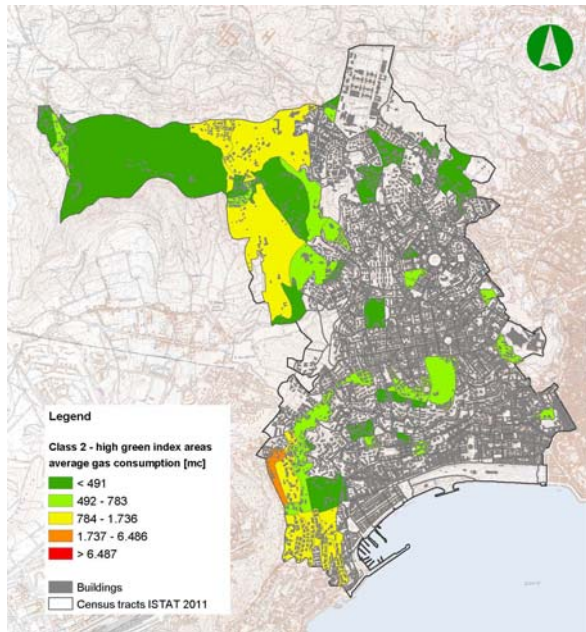 Legend
Class 2 - high green index areas
average gas consumption [mc]
< 491
492 - 783
784 - 1.736
1.737 - 6.486
> 6.487
Buildings
Census tracts ISTAT 2011